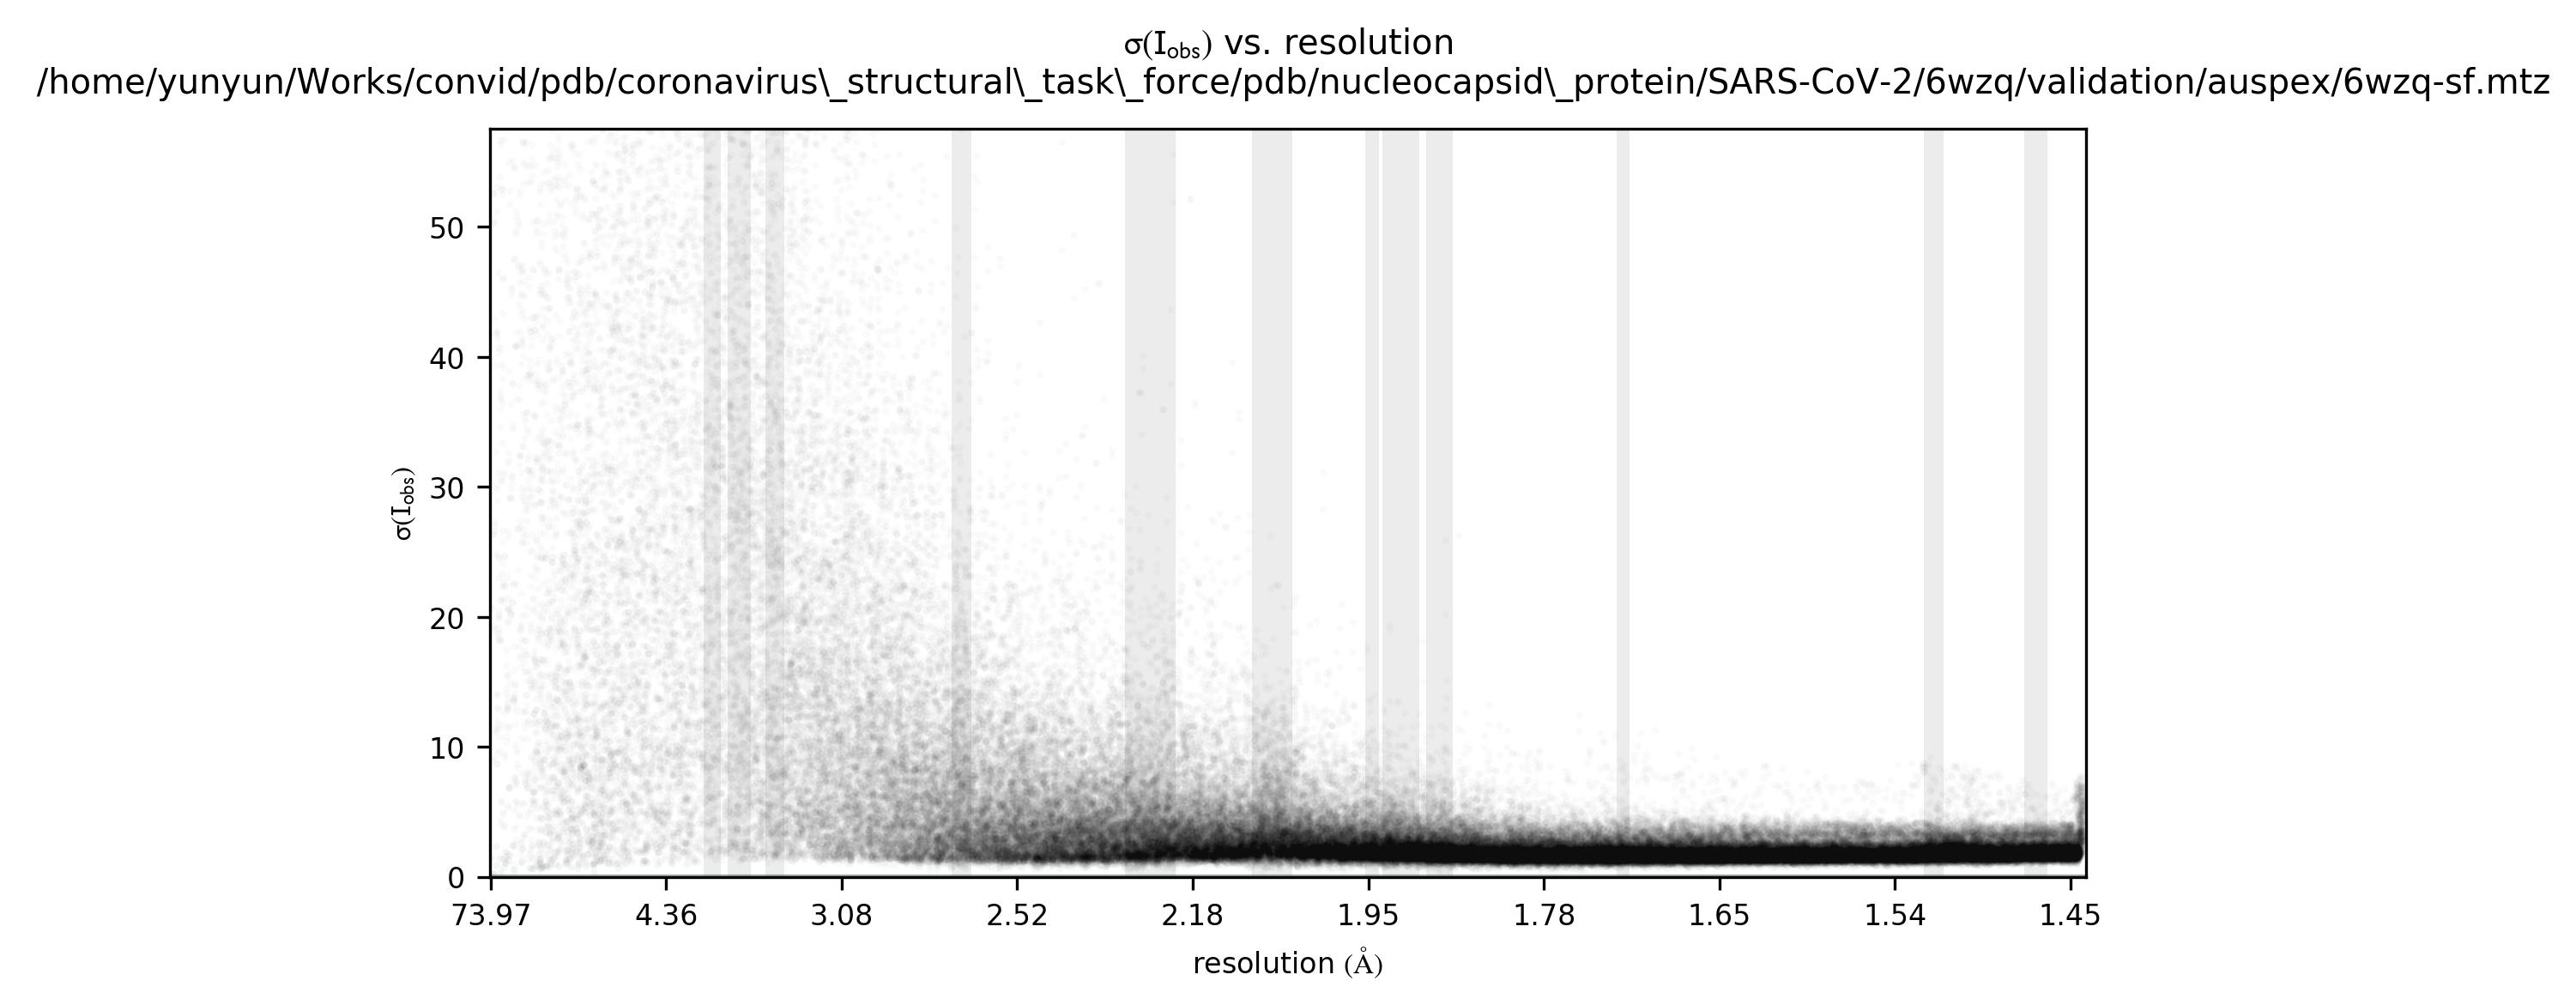 σ(I_obs) vs. resolution
/home/yunyun/Works/convid/pdb/coronavirus\_structural\_task\_force/pdb/nucleocapsid\_protein/SARS-CoV-2/6wzq/validation/auspex/6wzq-sf.mtz
50
40
30
20
10
0
σ(I_obs)
73.97 4.36 3.08 2.52 2.18 1.95 1.78 1.65 1.54 1.45
resolution (Å)